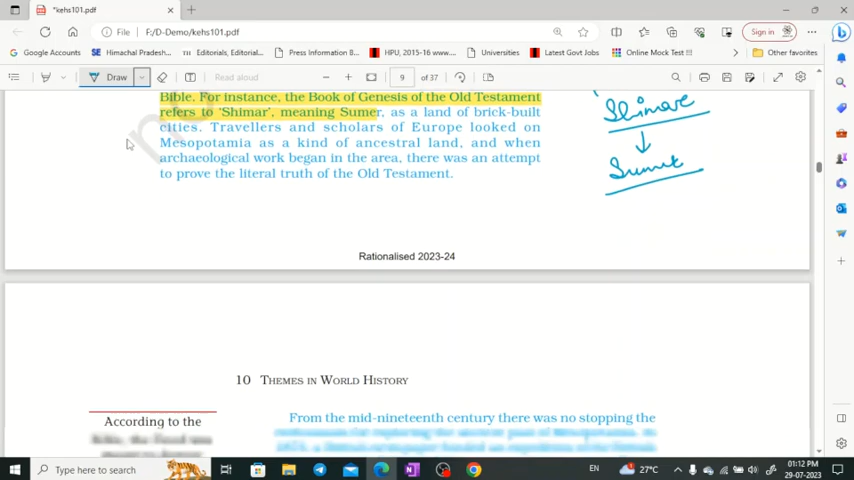 *kehs101.pdf
File F:/D-Demo/kehs101.pdf
Sign in
Google Accounts Himachal Pradesh... TH Editorials, Editorial... Press Information B... HPU, 2015-16 www.... Universities Latest Govt Jobs Online Mock Test !!! Other favorites
Draw Read aloud 9 of 37
Bible. For instance, the Book of Genesis of the Old Testament
refers to 'Shimar', meaning Sumer, as a land of brick-built
cities. Travellers and scholars of Europe looked on
Mesopotamia as a kind of ancestral land, and when
archaeological work began in the area, there was an attempt
to prove the literal truth of the Old Testament.
Rationalised 2023-24
10 THEMES IN WORLD HISTORY
According to the
From the mid-nineteenth century there was no stopping the
Type here to search
EN
27°C
01:12 PM
29-07-2023